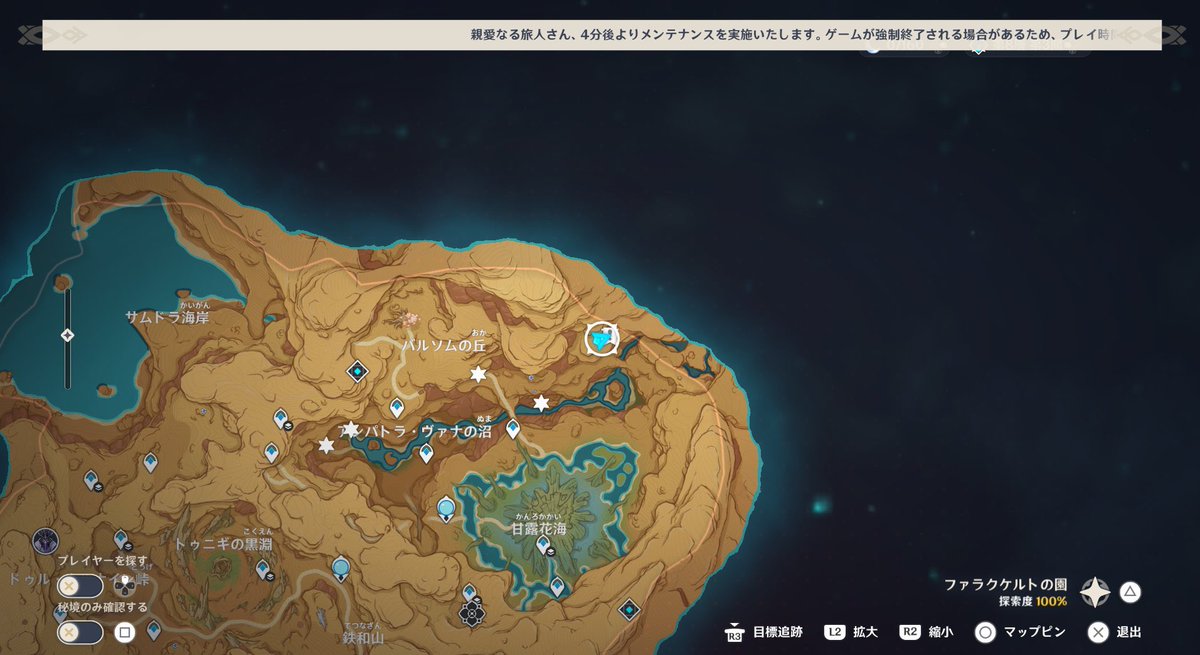 親愛なる旅人さん、4分後よりメンテナンスを実施いたします。ゲームが強制終了される場合があるため、プレイ時
かいがん
サムドラ海岸
おか
バルソムの丘
ぬま
アシパトラ・ヴァナの沼
かんろかかい
甘露花海
こくえん
トゥニギの黒淵
プレイヤーを探す
とうげ
峠
秘境のみ確認する
てつなざん
鉄和山
ファラクケルトの園
探索度 100%
R3 目標追跡 L2 拡大 R2 縮小 マップピン 退出